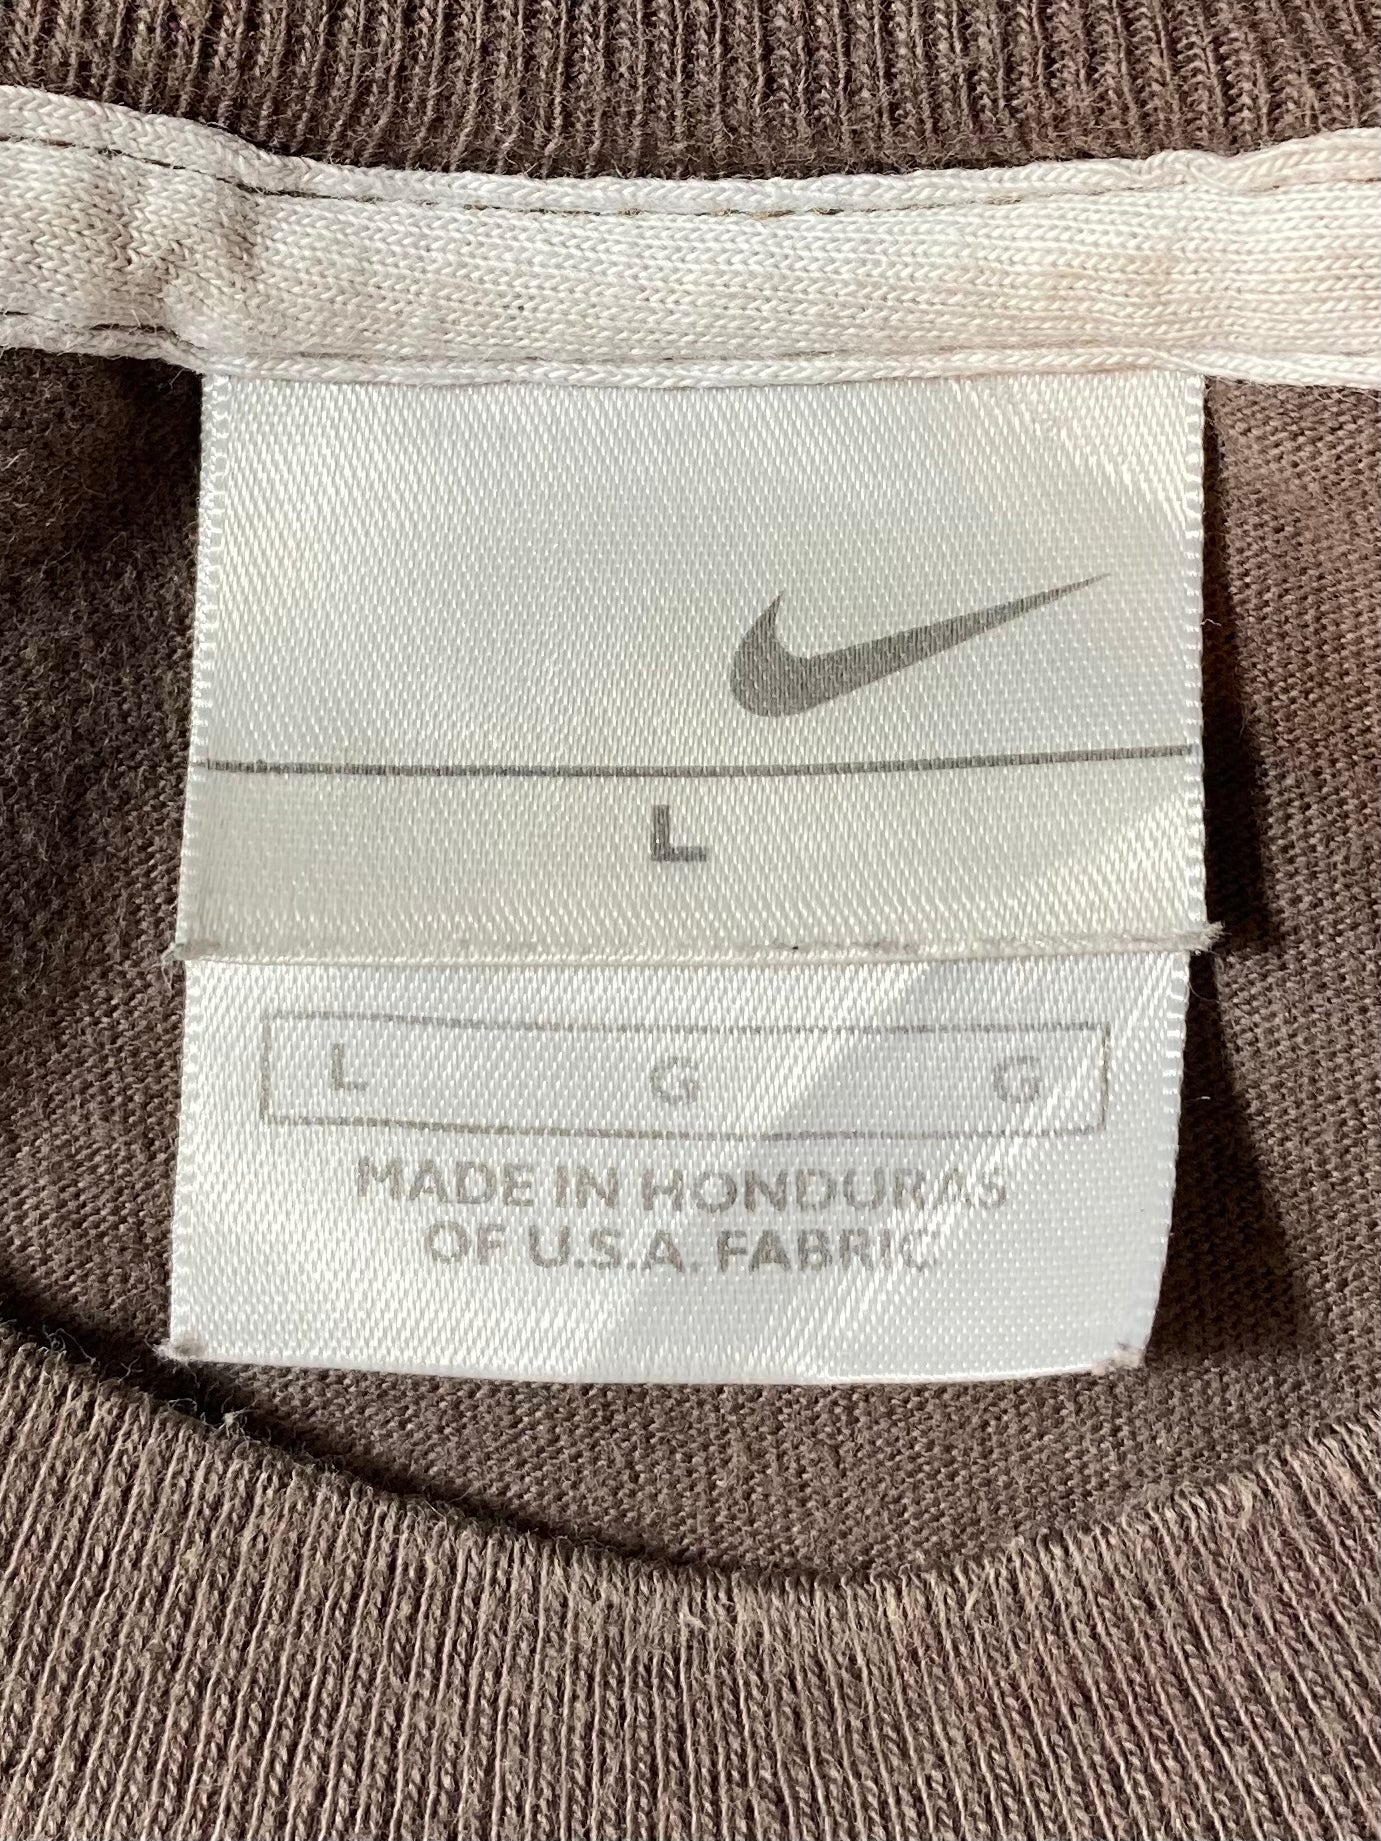 L
L G G
MADE IN HONDURAS
OF U.S.A. FABRIC